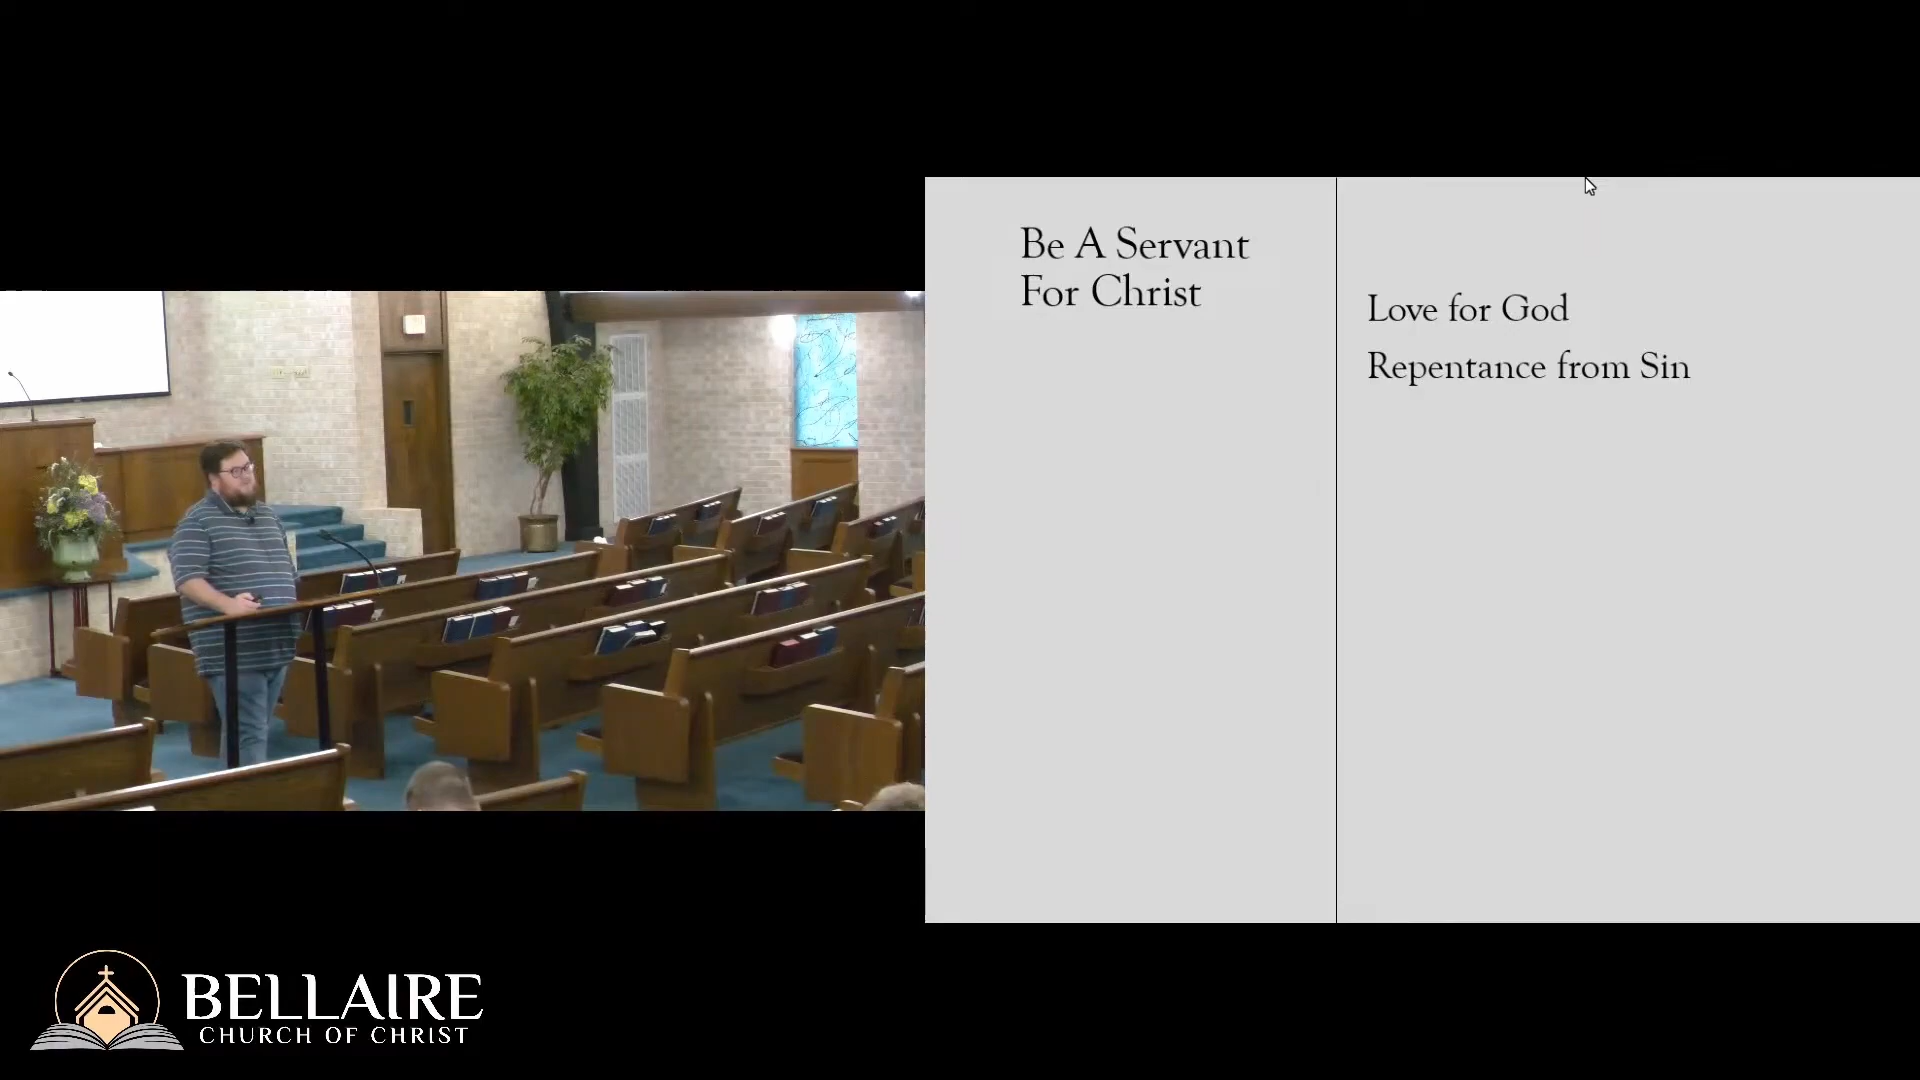 Be A Servant
For Christ
Love for God
Repentance from Sin
BELLAIRE
CHURCH OF CHRIST